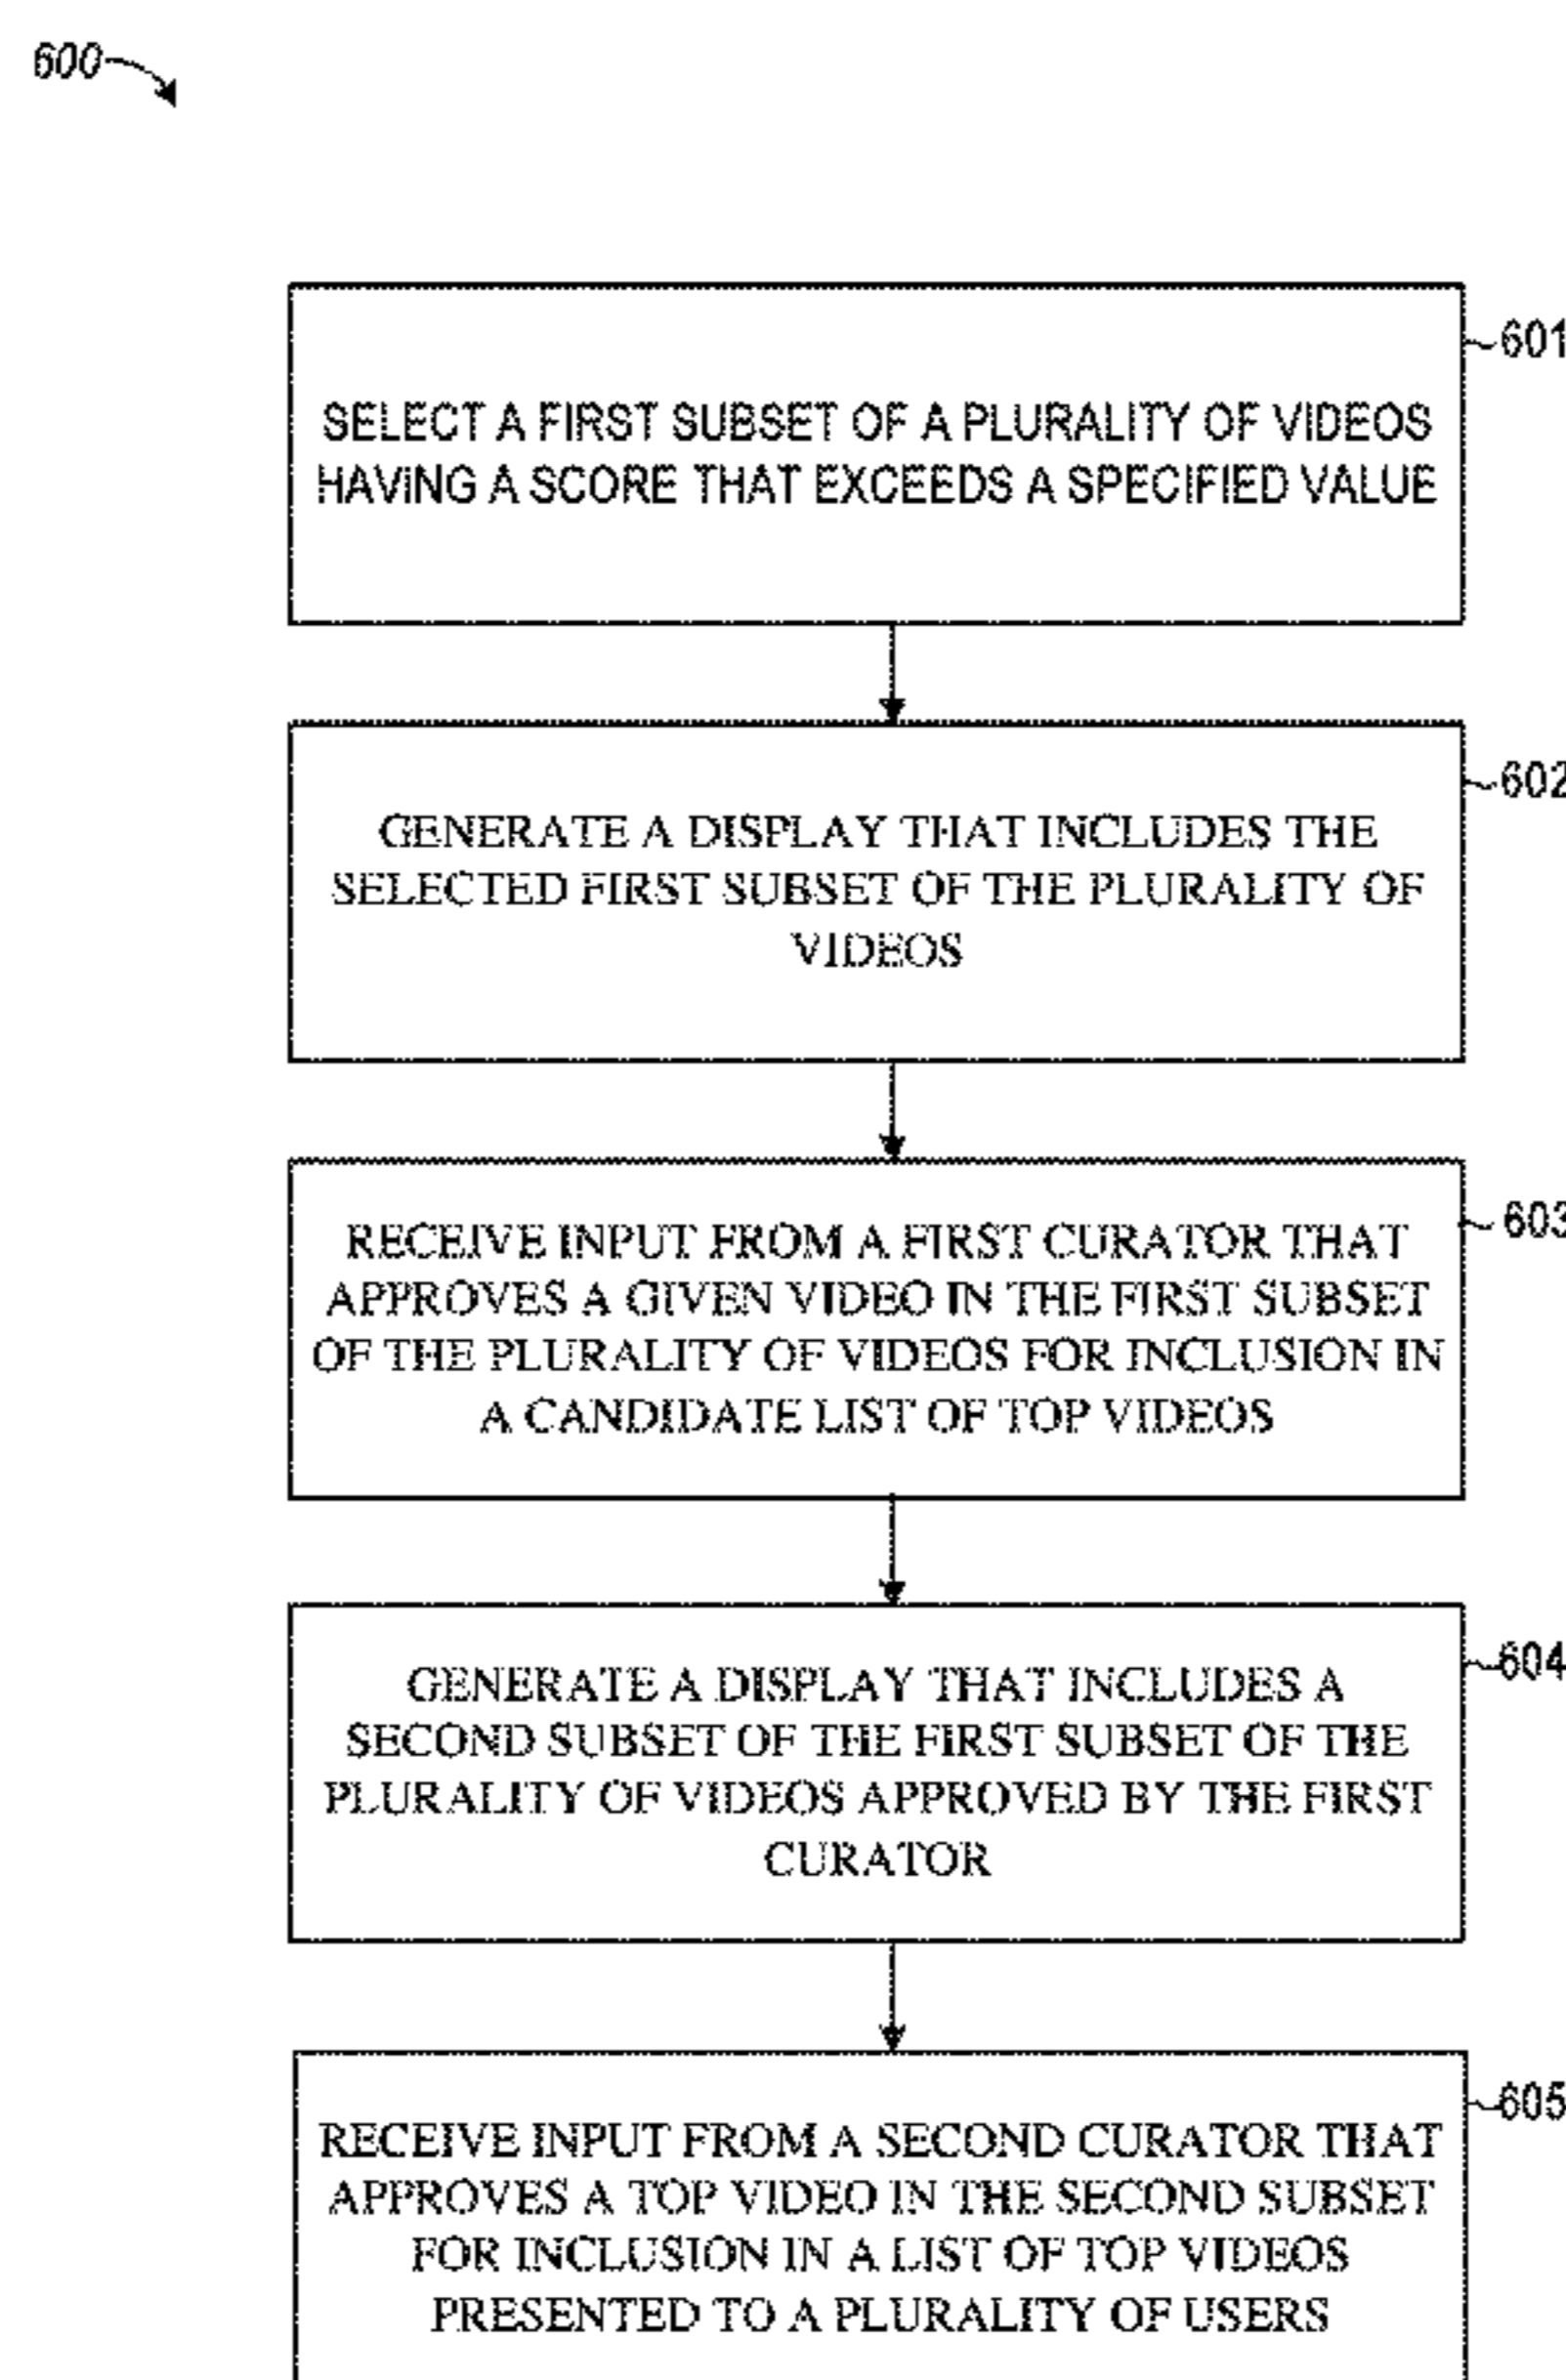 600
601
SELECT A FIRST SUBSET OF A PLURALITY OF VIDEOS
HAVING A SCORE THAT EXCEEDS A SPECIFIED VALUE
602
GENERATE A DISPLAY THAT INCLUDES THE
SELECTED FIRST SUBSET OF THE PLURALITY OF
VIDEOS
603
RECEIVE INPUT FROM A FIRST CURATOR THAT
APPROVES A GIVEN VIDEO IN THE FIRST SUBSET
OF THE PLURALITY OF VIDEOS FOR INCLUSION IN
A CANDIDATE LIST OF TOP VIDEOS
604
GENERATE A DISPLAY THAT INCLUDES A
SECOND SUBSET OF THE FIRST SUBSET OF THE
PLURALITY OF VIDEOS APPROVED BY THE FIRST
CURATOR
605
RECEIVE INPUT FROM A SECOND CURATOR THAT
APPROVES A TOP VIDEO IN THE SECOND SUBSET
FOR INCLUSION IN A LIST OF TOP VIDEOS
PRESENTED TO A PLURALITY OF USERS